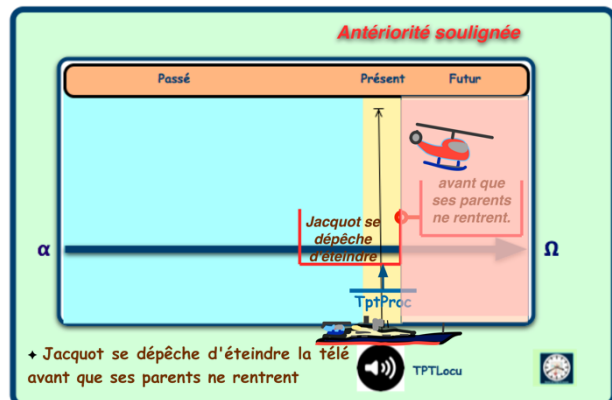 Antériorité soulignée
Passé Présent Futur
avant que
ses parents
ne rentrent.
Jacquot se
dépêche
d'éteindre
α Ω
TptProc
✦ Jacquot se dépêche d'éteindre la télé
avant que ses parents ne rentrent
TPTLocu